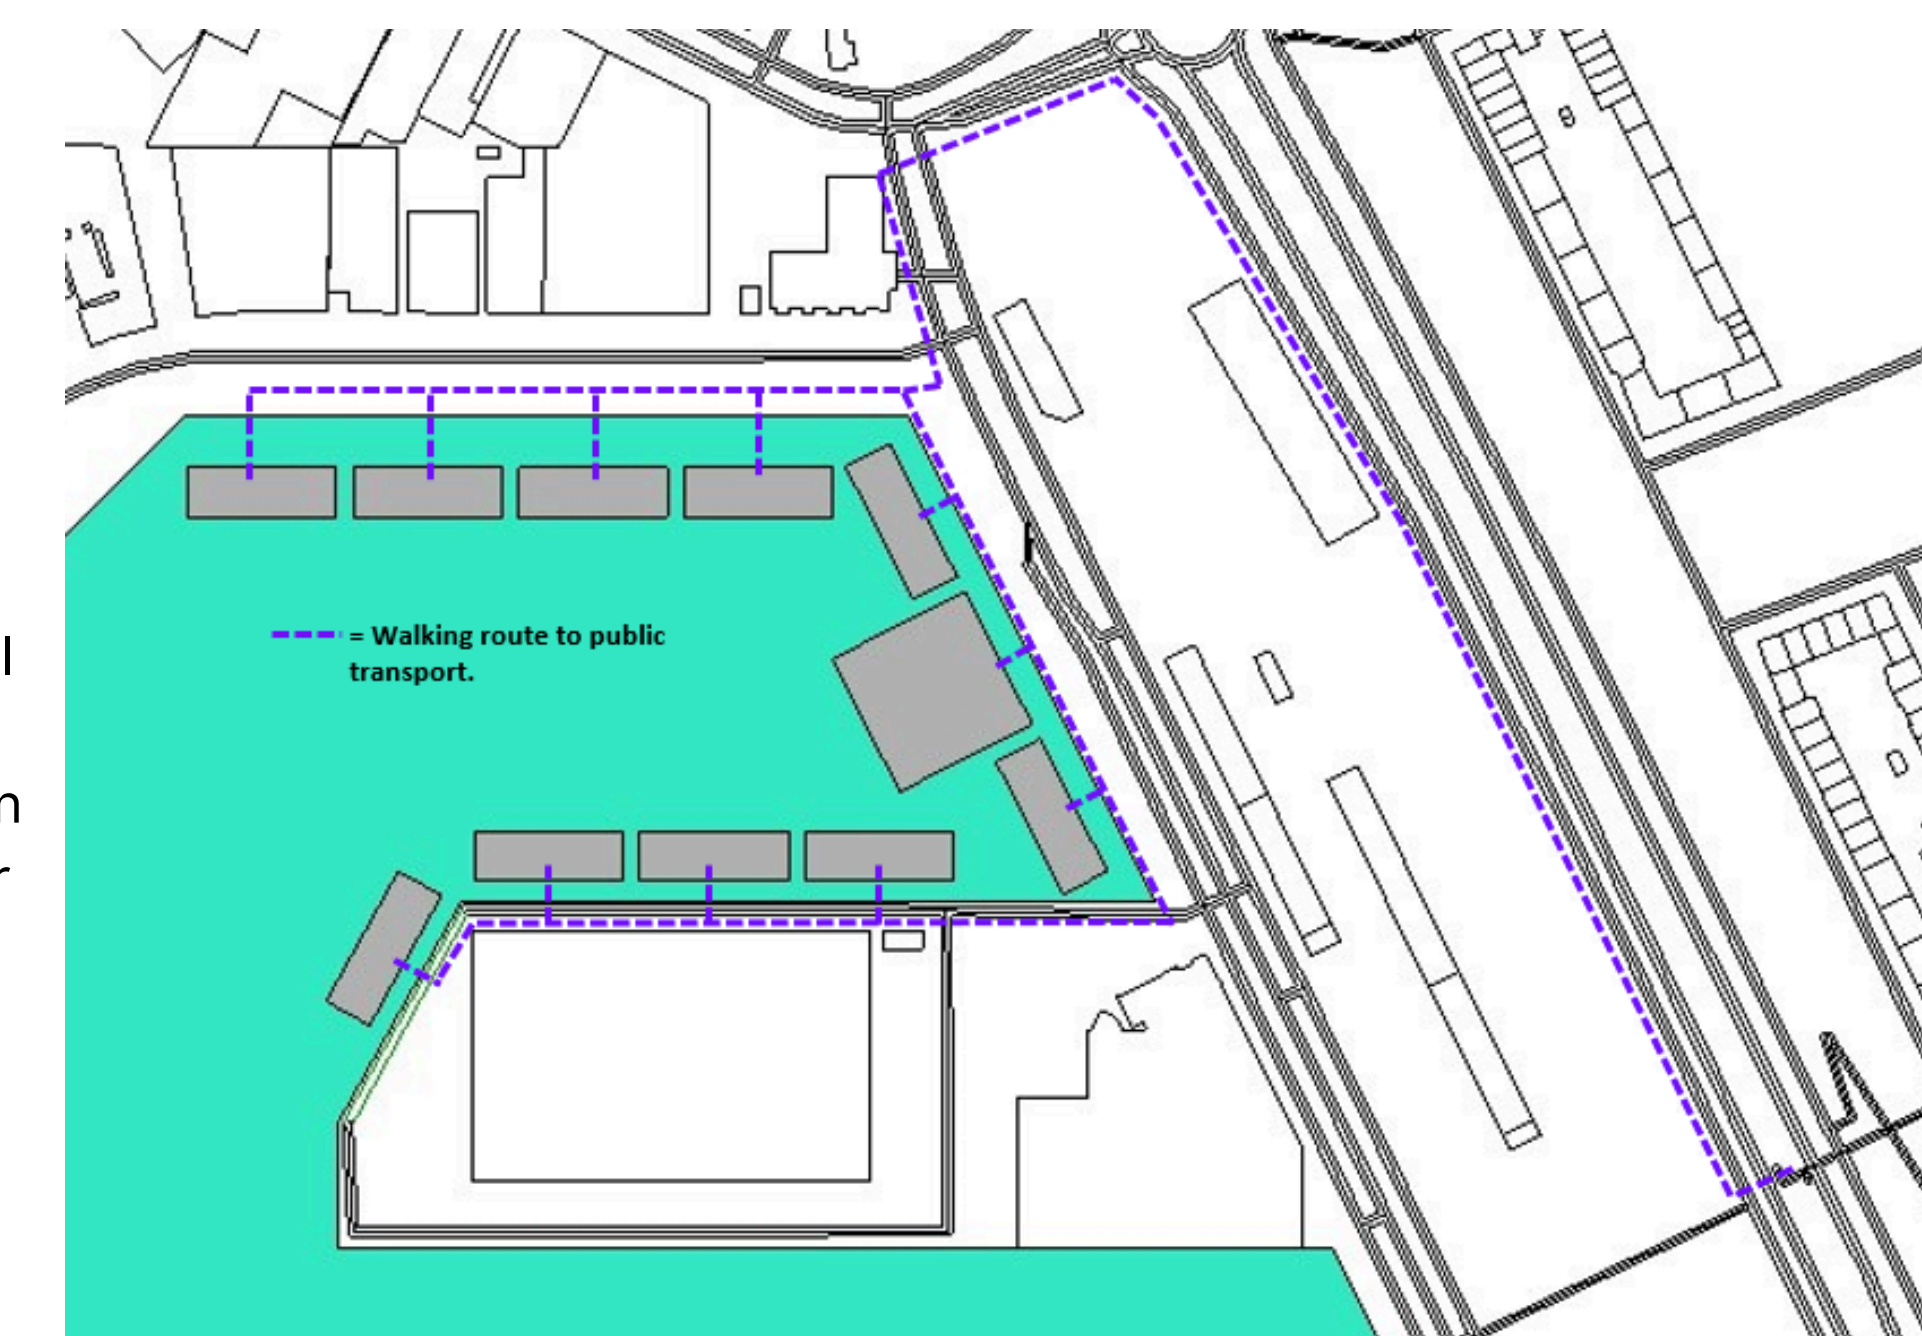 = Walking route to public
transport.